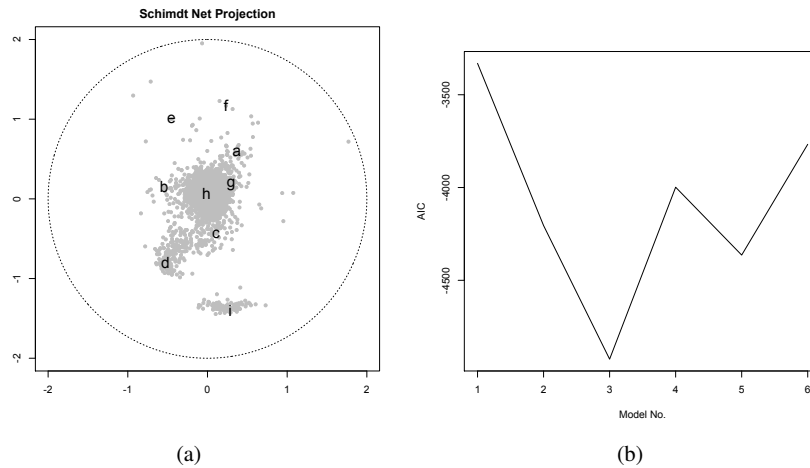 Schimdt Net Projection
2
1
0
-1
-2
e
f
a
b
g
h
c
d
i
-2
-1
0
1
2
(a)
AIC
-3500
-4000
-4500
1
2
3
4
5
6
Model No.
(b)